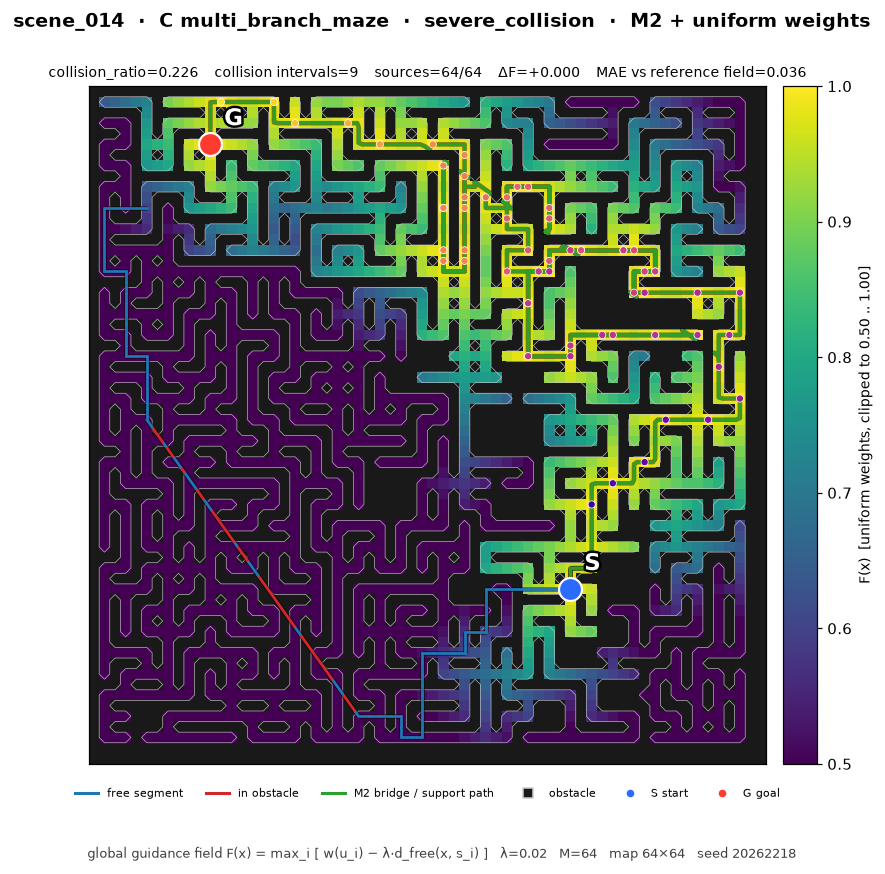 scene_014 · C multi_branch_maze · severe_collision · M2 + uniform weights
collision_ratio=0.226 collision intervals=9 sources=64/64 ΔF=+0.000 MAE vs reference field=0.036
G
S
1.0
0.9
0.8
0.7
0.6
0.5
F(x) [uniform weights, clipped to 0.50 .. 1.00]
free segment in obstacle M2 bridge / support path obstacle S start G goal
global guidance field F(x) = max_i [ w(u_i) − λ·d_free(x, s_i) ] λ=0.02 M=64 map 64×64 seed 20262218